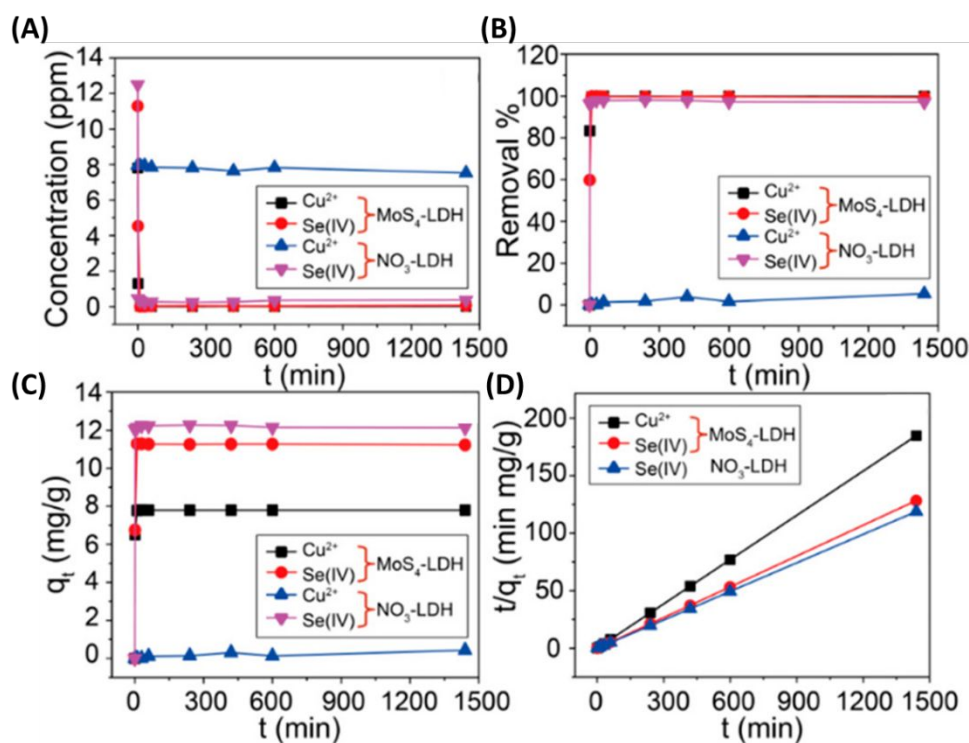 (A)
Concentration (ppm)
14
12
10
8
6
4
2
0
Cu²⁺
Se(IV)
MoS₄-LDH
Cu²⁺
Se(IV)
NO₃-LDH
0 300 600 900 1200 1500
t (min)
(B)
Removal %
120
100
80
60
40
20
0
Cu²⁺
Se(IV)
MoS₄-LDH
Cu²⁺
Se(IV)
NO₃-LDH
0 300 600 900 1200 1500
t (min)
(C)
qₜ (mg/g)
14
12
10
8
6
4
2
0
Cu²⁺
Se(IV)
MoS₄-LDH
Cu²⁺
Se(IV)
NO₃-LDH
0 300 600 900 1200 1500
t (min)
(D)
t/qₜ (min mg/g)
200
150
100
50
0
Cu²⁺
Se(IV)
MoS₄-LDH
Se(IV) NO₃-LDH
0 300 600 900 1200 1500
t (min)